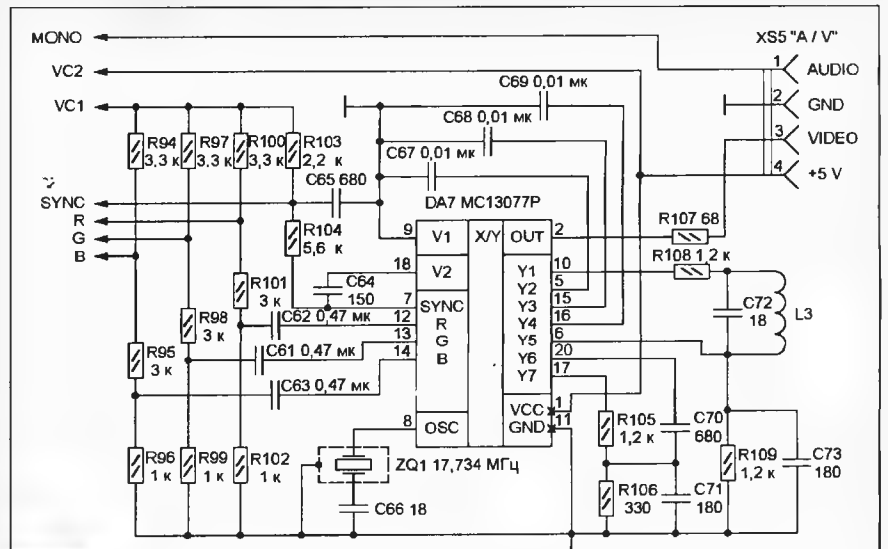 MONO
XS5 "A / V"
VC2
1 AUDIO
C69 0,01 мк
VC1
2 GND
C68 0,01 мк
R94 3,3 к
R97 3,3 к
R100 3,3 к
R103 2,2 к
C67 0,01 мк
3 VIDEO
C65 680
DA7 MC13077P
4 +5 V
SYNC
R
G
B
R104 5,6 к
9 V1
X/Y
OUT 2
R107 68
18 V2
Y1 10
R108 1,2 к
C64 150
Y2 5
R101 3 к
7 SYNC
Y3 15
C62 0,47 мк
12 R
Y4 16
C72 18
L3
R98 3 к
13 G
Y5 6
C61 0,47 мк
14 B
Y6 20
R95 3 к
Y7 17
C63 0,47 мк
VCC 1
8 OSC
GND 11
R105 1,2 к
C70 680
R96 1 к
R99 1 к
R102 1 к
ZQ1 17,734 МГц
R109 1,2 к
C73 180
C66 18
R106 330
C71 180